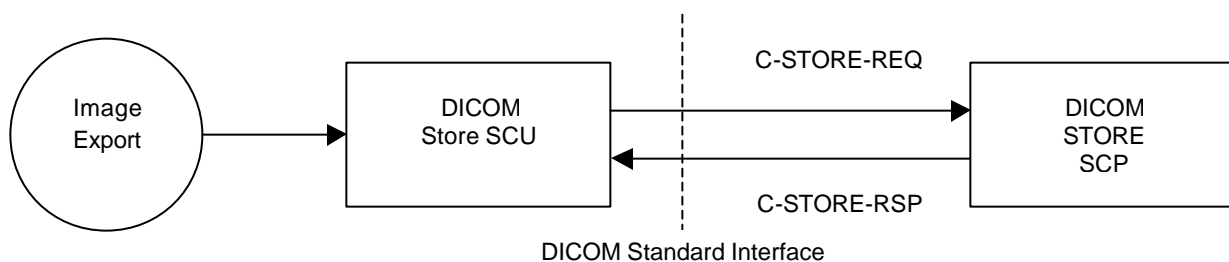 Image
Export
DICOM
Store SCU
C-STORE-REQ
C-STORE-RSP
DICOM
STORE
SCP
DICOM Standard Interface